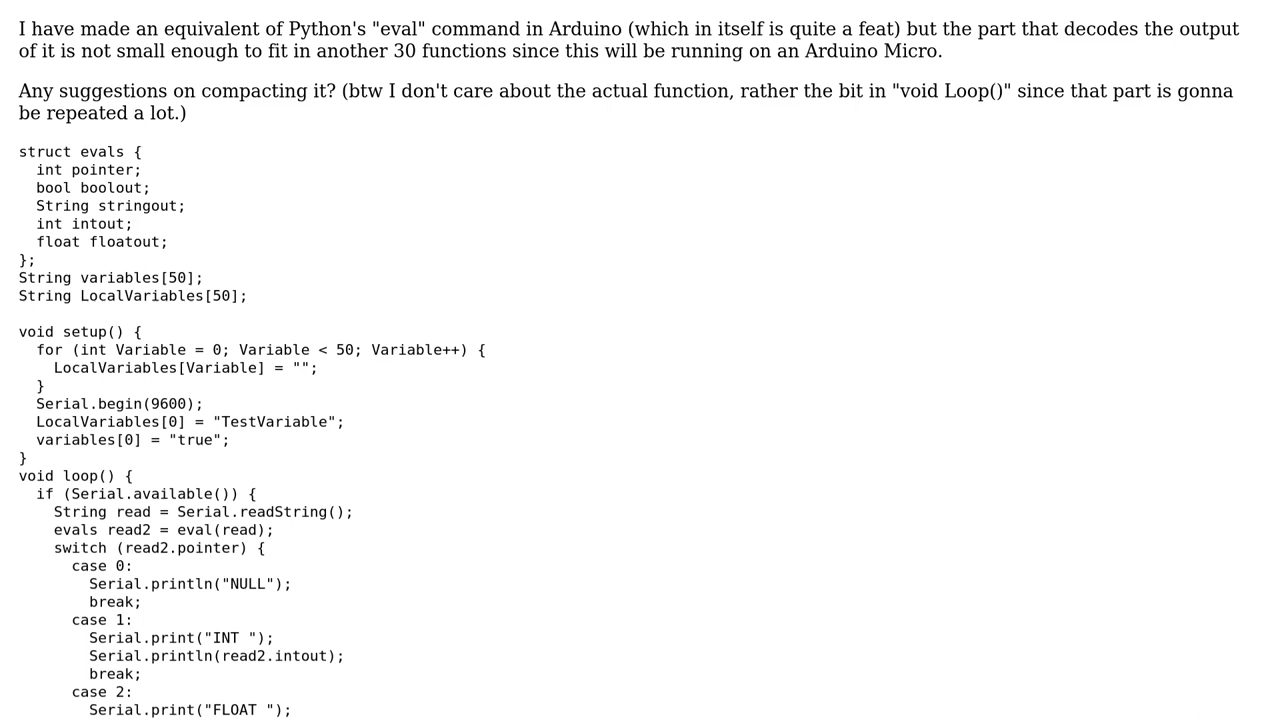 I have made an equivalent of Python's "eval" command in Arduino (which in itself is quite a feat) but the part that decodes the output
of it is not small enough to fit in another 30 functions since this will be running on an Arduino Micro.
Any suggestions on compacting it? (btw I don't care about the actual function, rather the bit in "void Loop()" since that part is gonna
be repeated a lot.)
struct evals {
  int pointer;
  bool boolout;
  String stringout;
  int intout;
  float floatout;
};
String variables[50];
String LocalVariables[50];

void setup() {
  for (int Variable = 0; Variable < 50; Variable++) {
    LocalVariables[Variable] = "";
  }
  Serial.begin(9600);
  LocalVariables[0] = "TestVariable";
  variables[0] = "true";
}
void loop() {
  if (Serial.available()) {
    String read = Serial.readString();
    evals read2 = eval(read);
    switch (read2.pointer) {
      case 0:
        Serial.println("NULL");
        break;
      case 1:
        Serial.print("INT ");
        Serial.println(read2.intout);
        break;
      case 2:
        Serial.print("FLOAT ");